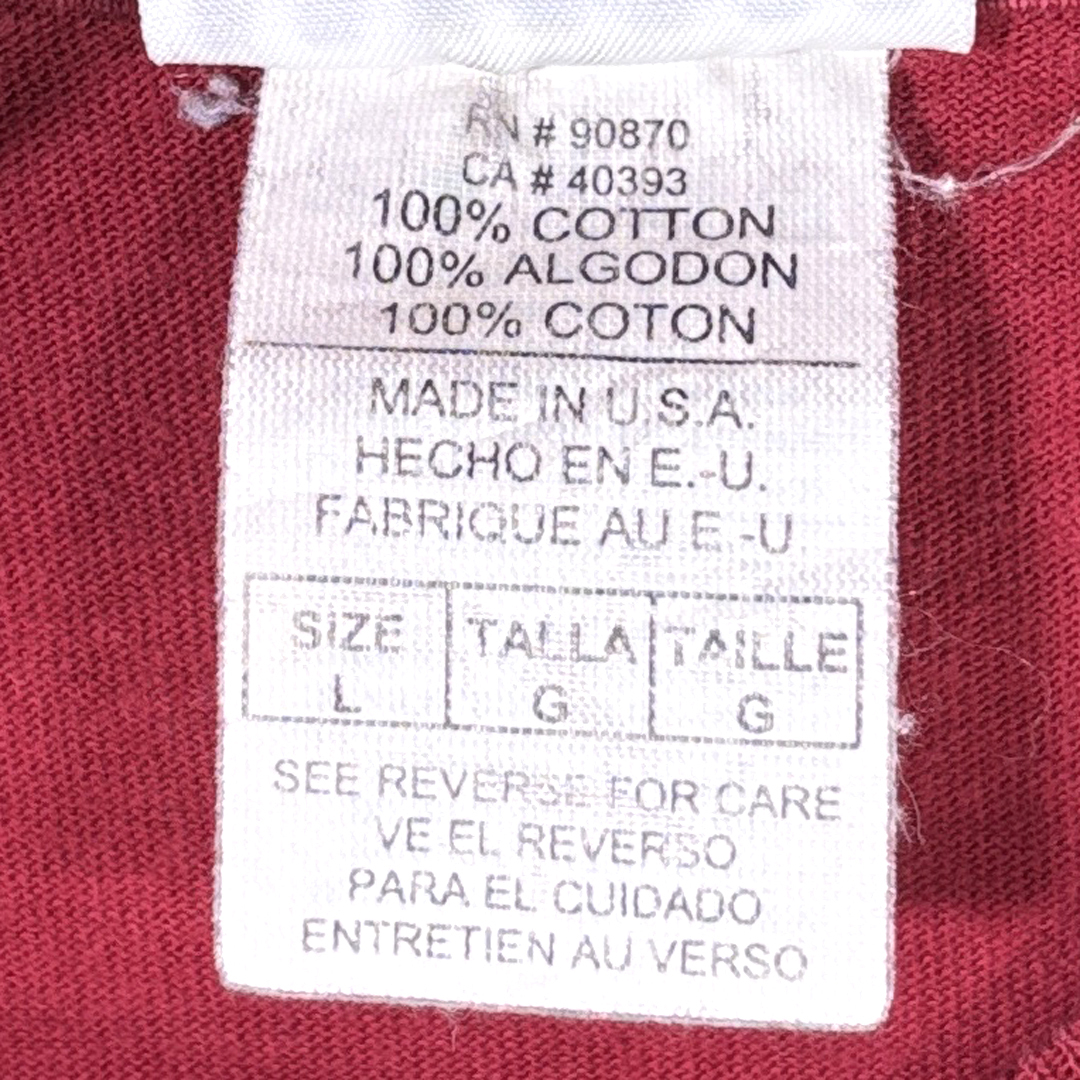 RN # 90870
CA # 40393
100% COTTON
100% ALGODON
100% COTON
MADE IN U.S.A.
HECHO EN E.-U.
FABRIQUE AU E.-U
SIZE TALLA TAILLE
L G G
SEE REVERSE FOR CARE
VE EL REVERSO
PARA EL CUIDADO
ENTRETIEN AU VERSO